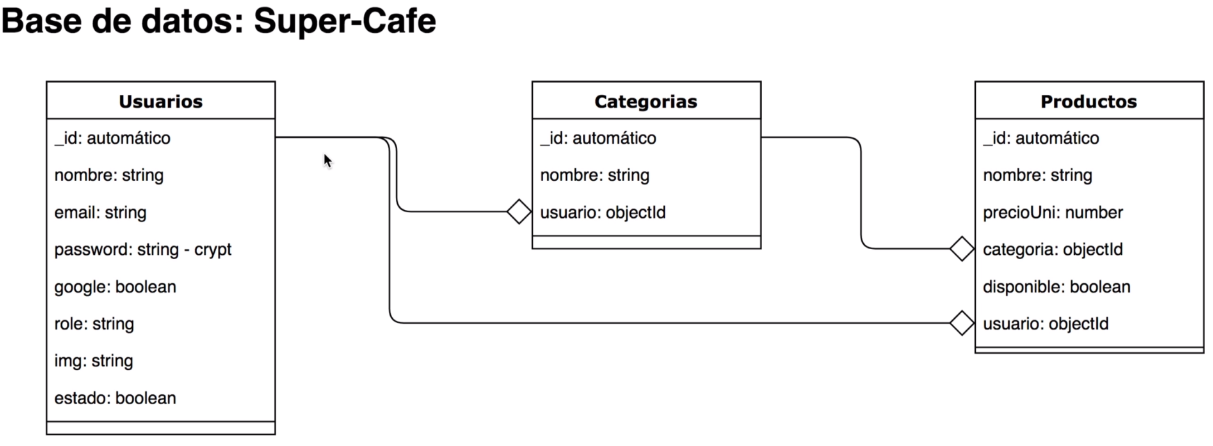 Base de datos: Super-Cafe
Usuarios
_id: automático
nombre: string
email: string
password: string - crypt
google: boolean
role: string
img: string
estado: boolean
Categorias
_id: automático
nombre: string
usuario: objectId
Productos
_id: automático
nombre: string
precioUni: number
categoria: objectId
disponible: boolean
usuario: objectId